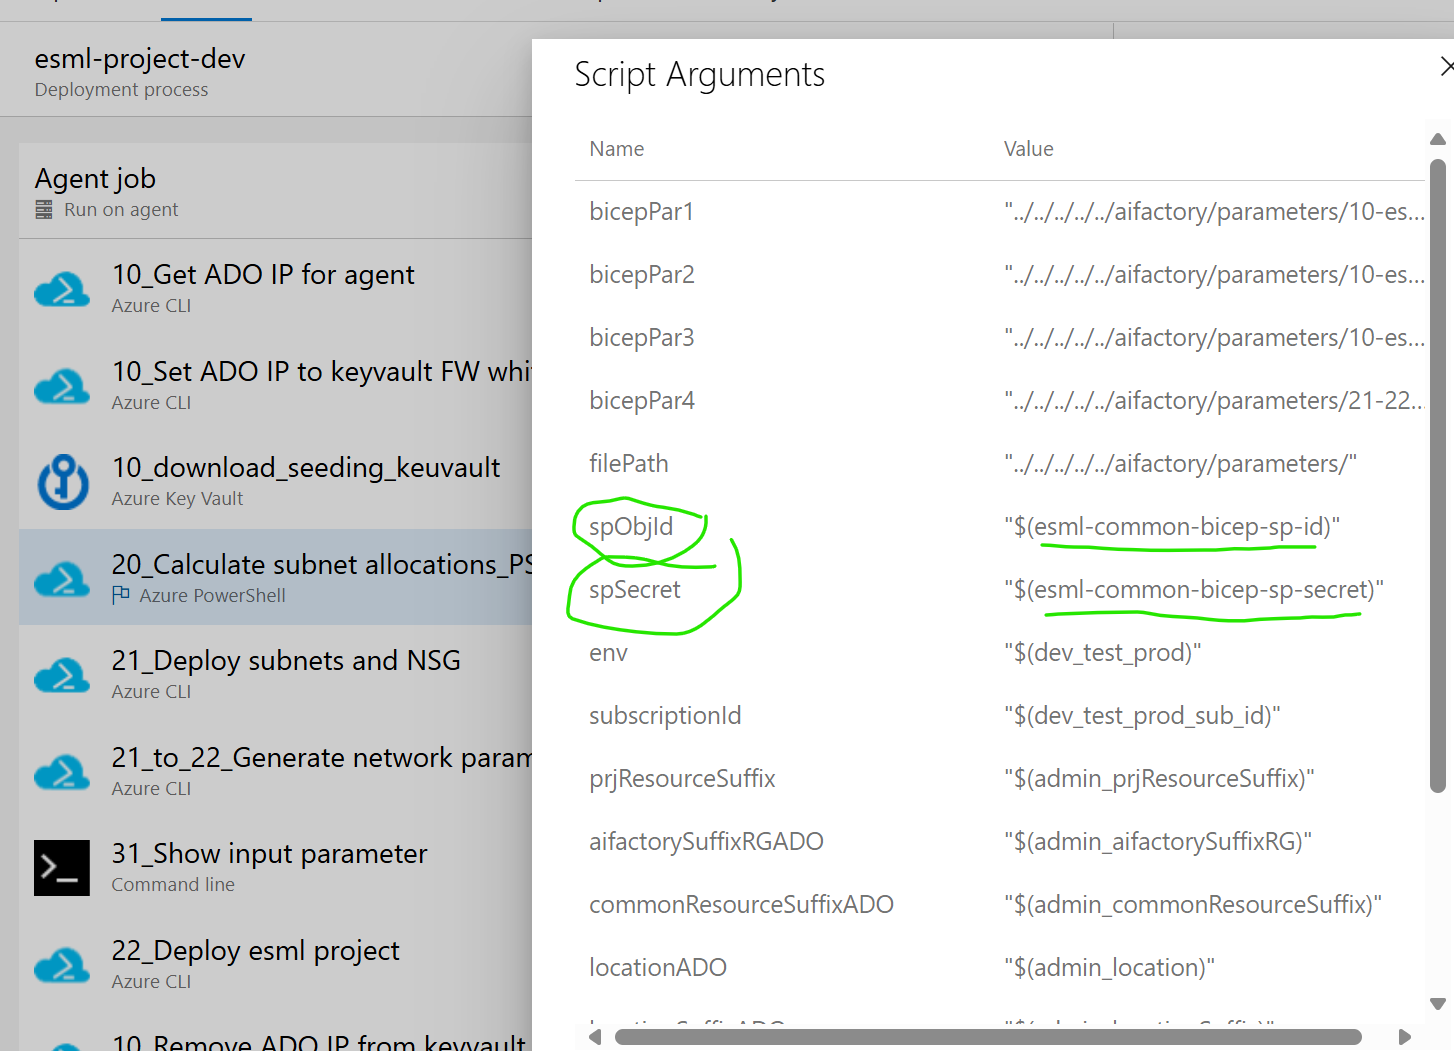 esml-project-dev
Deployment process
Agent job
Run on agent
10_Get ADO IP for agent
Azure CLI
10_Set ADO IP to keyvault FW whi
Azure CLI
10_download_seeding_keuvault
Azure Key Vault
20_Calculate subnet allocations_PS
Azure PowerShell
21_Deploy subnets and NSG
Azure CLI
21_to_22_Generate network param
Azure CLI
31_Show input parameter
Command line
22_Deploy esml project
Azure CLI
10_Remove ADO IP from keyvault
Script Arguments
Name Value
bicepPar1 "../../../../../aifactory/parameters/10-es...
bicepPar2 "../../../../../aifactory/parameters/10-es...
bicepPar3 "../../../../../aifactory/parameters/10-es...
bicepPar4 "../../../../../aifactory/parameters/21-22...
filePath "../../../../../aifactory/parameters/"
spObjId "$(esml-common-bicep-sp-id)"
spSecret "$(esml-common-bicep-sp-secret)"
env "$(dev_test_prod)"
subscriptionId "$(dev_test_prod_sub_id)"
prjResourceSuffix "$(admin_prjResourceSuffix)"
aifactorySuffixRGADO "$(admin_aifactorySuffixRG)"
commonResourceSuffixADO "$(admin_commonResourceSuffix)"
locationADO "$(admin_location)"